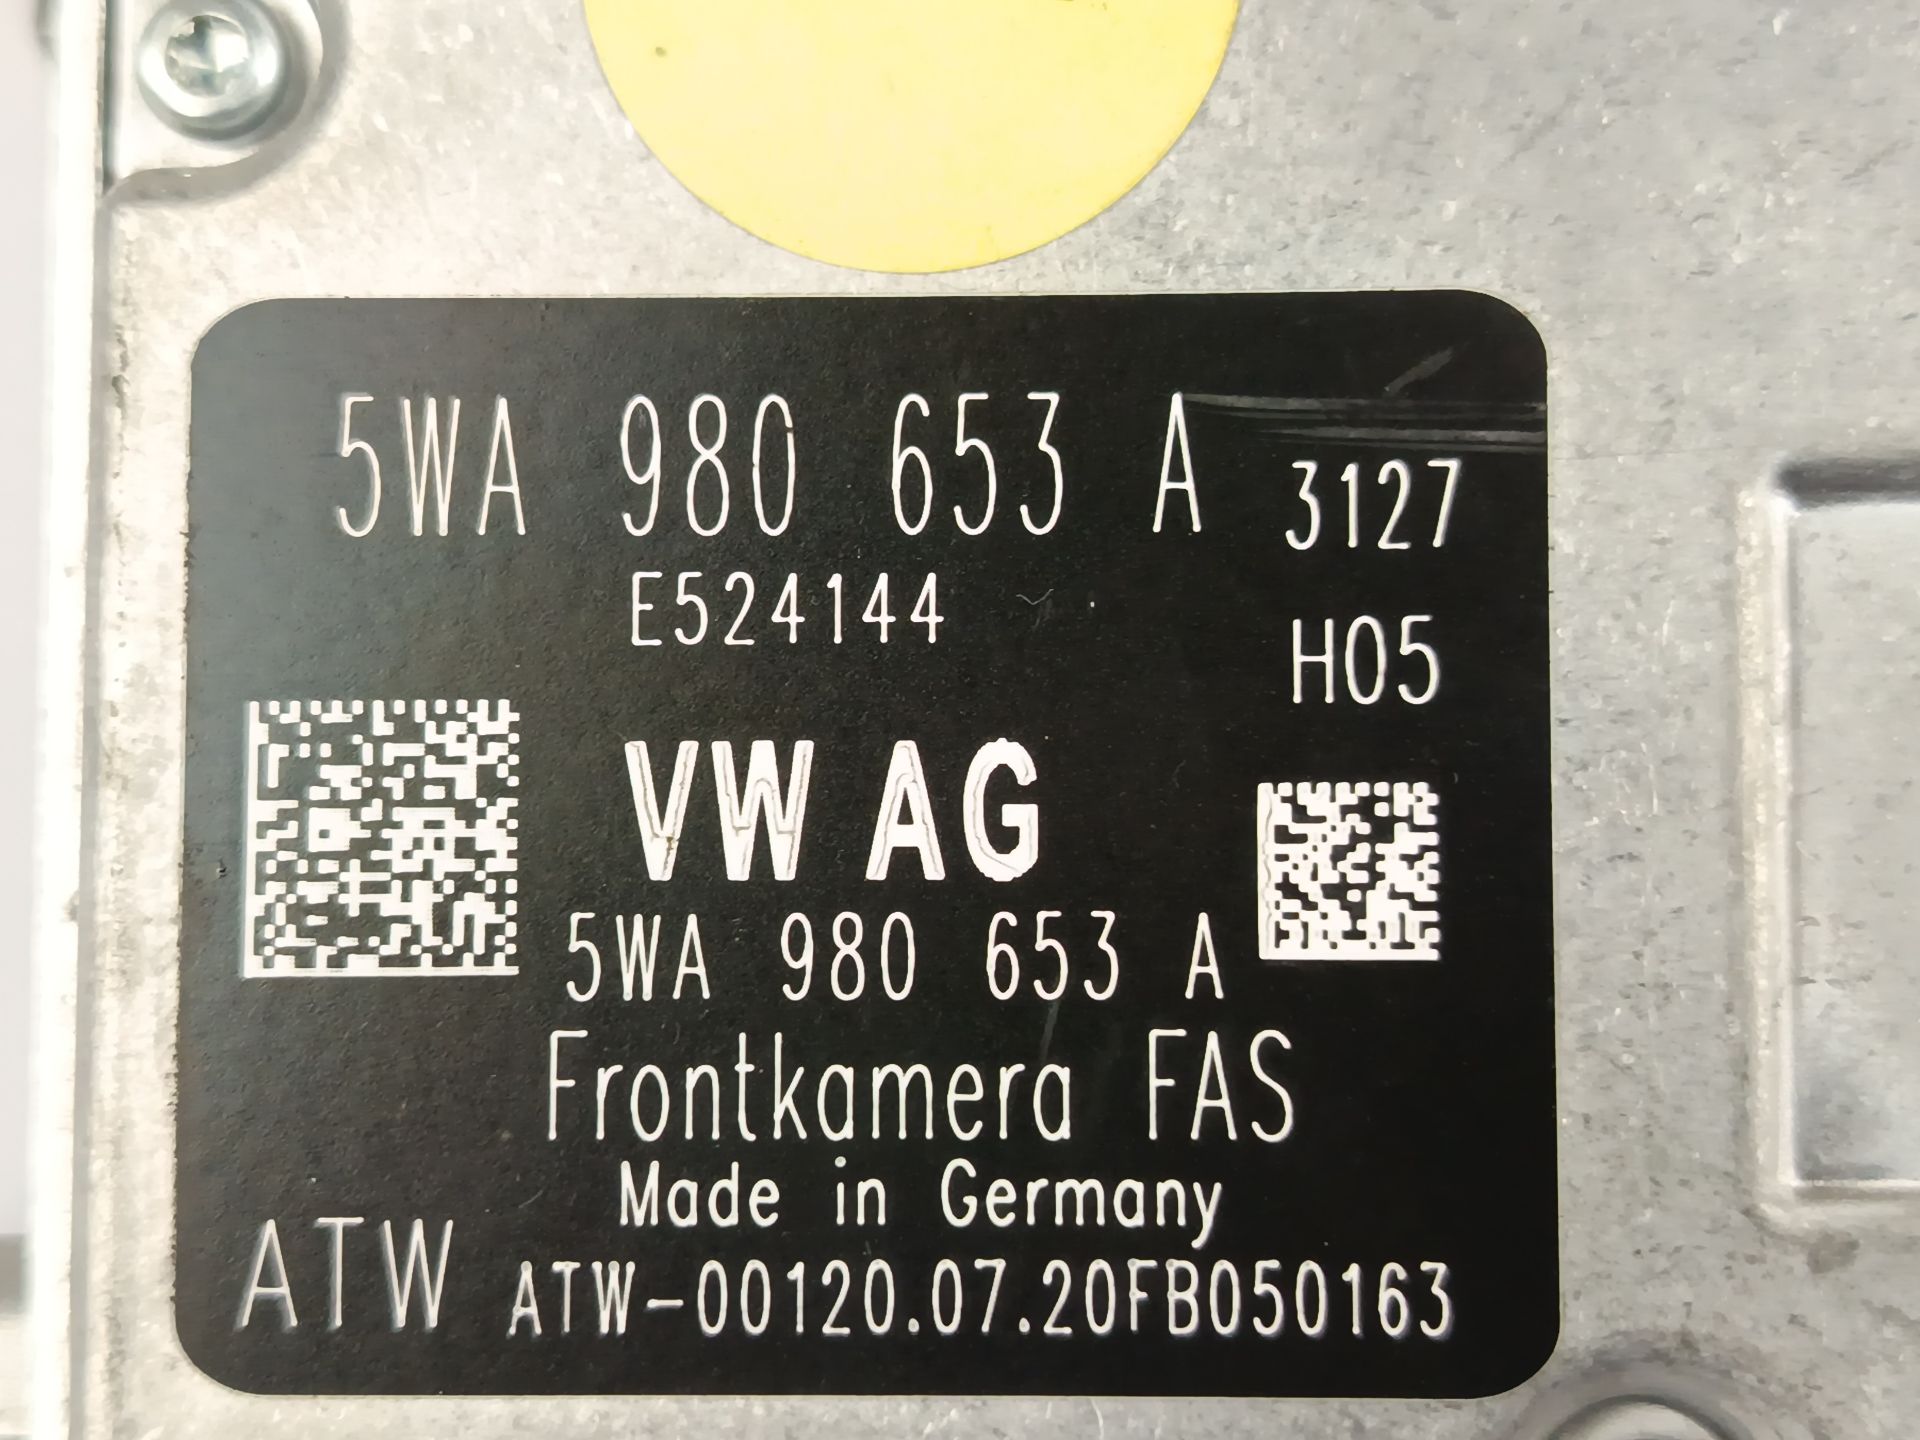 5WA 980 653 A
3127
E524144
H05
VW AG
5WA 980 653 A
Frontkamera FAS
Made in Germany
ATW ATW-00120.07.20FB050163